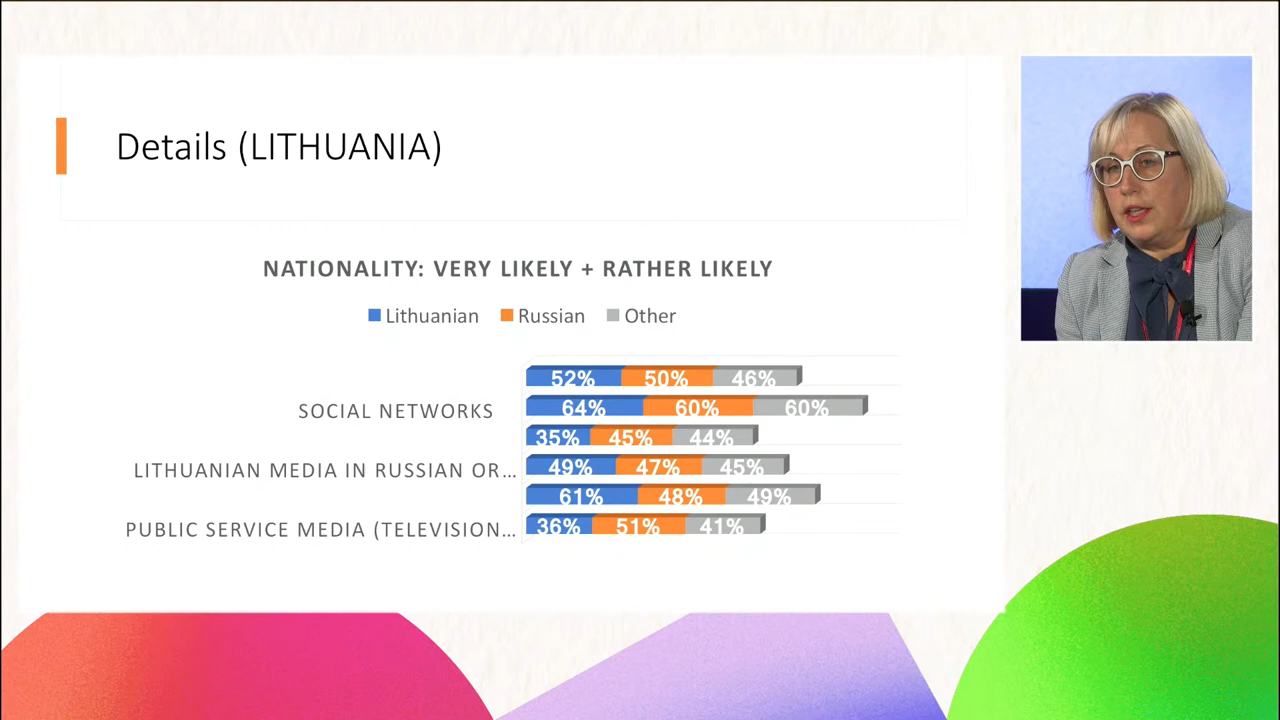 Details (LITHUANIA)
NATIONALITY: VERY LIKELY + RATHER LIKELY
Lithuanian Russian Other
52% 50% 46%
SOCIAL NETWORKS 64% 60% 60%
35% 45% 44%
LITHUANIAN MEDIA IN RUSSIAN OR… 49% 47% 45%
61% 48% 49%
PUBLIC SERVICE MEDIA (TELEVISION… 36% 51% 41%